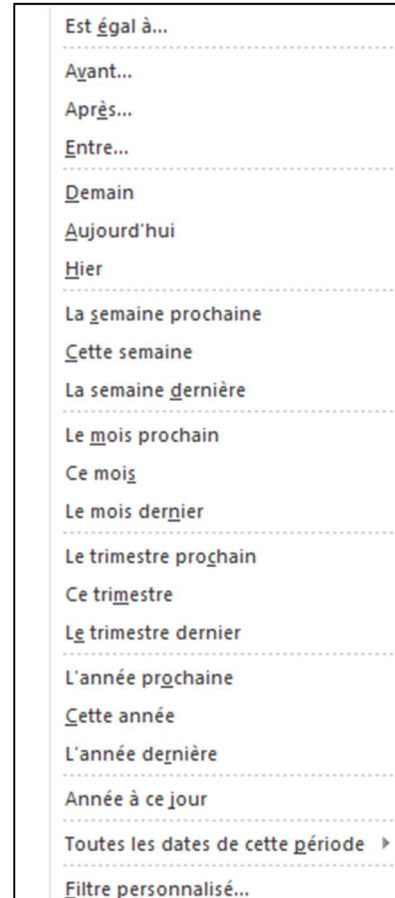 Est égal à...
Avant...
Après...
Entre...
Demain
Aujourd'hui
Hier
La semaine prochaine
Cette semaine
La semaine dernière
Le mois prochain
Ce mois
Le mois dernier
Le trimestre prochain
Ce trimestre
Le trimestre dernier
L'année prochaine
Cette année
L'année dernière
Année à ce jour
Toutes les dates de cette période
Filtre personnalisé...